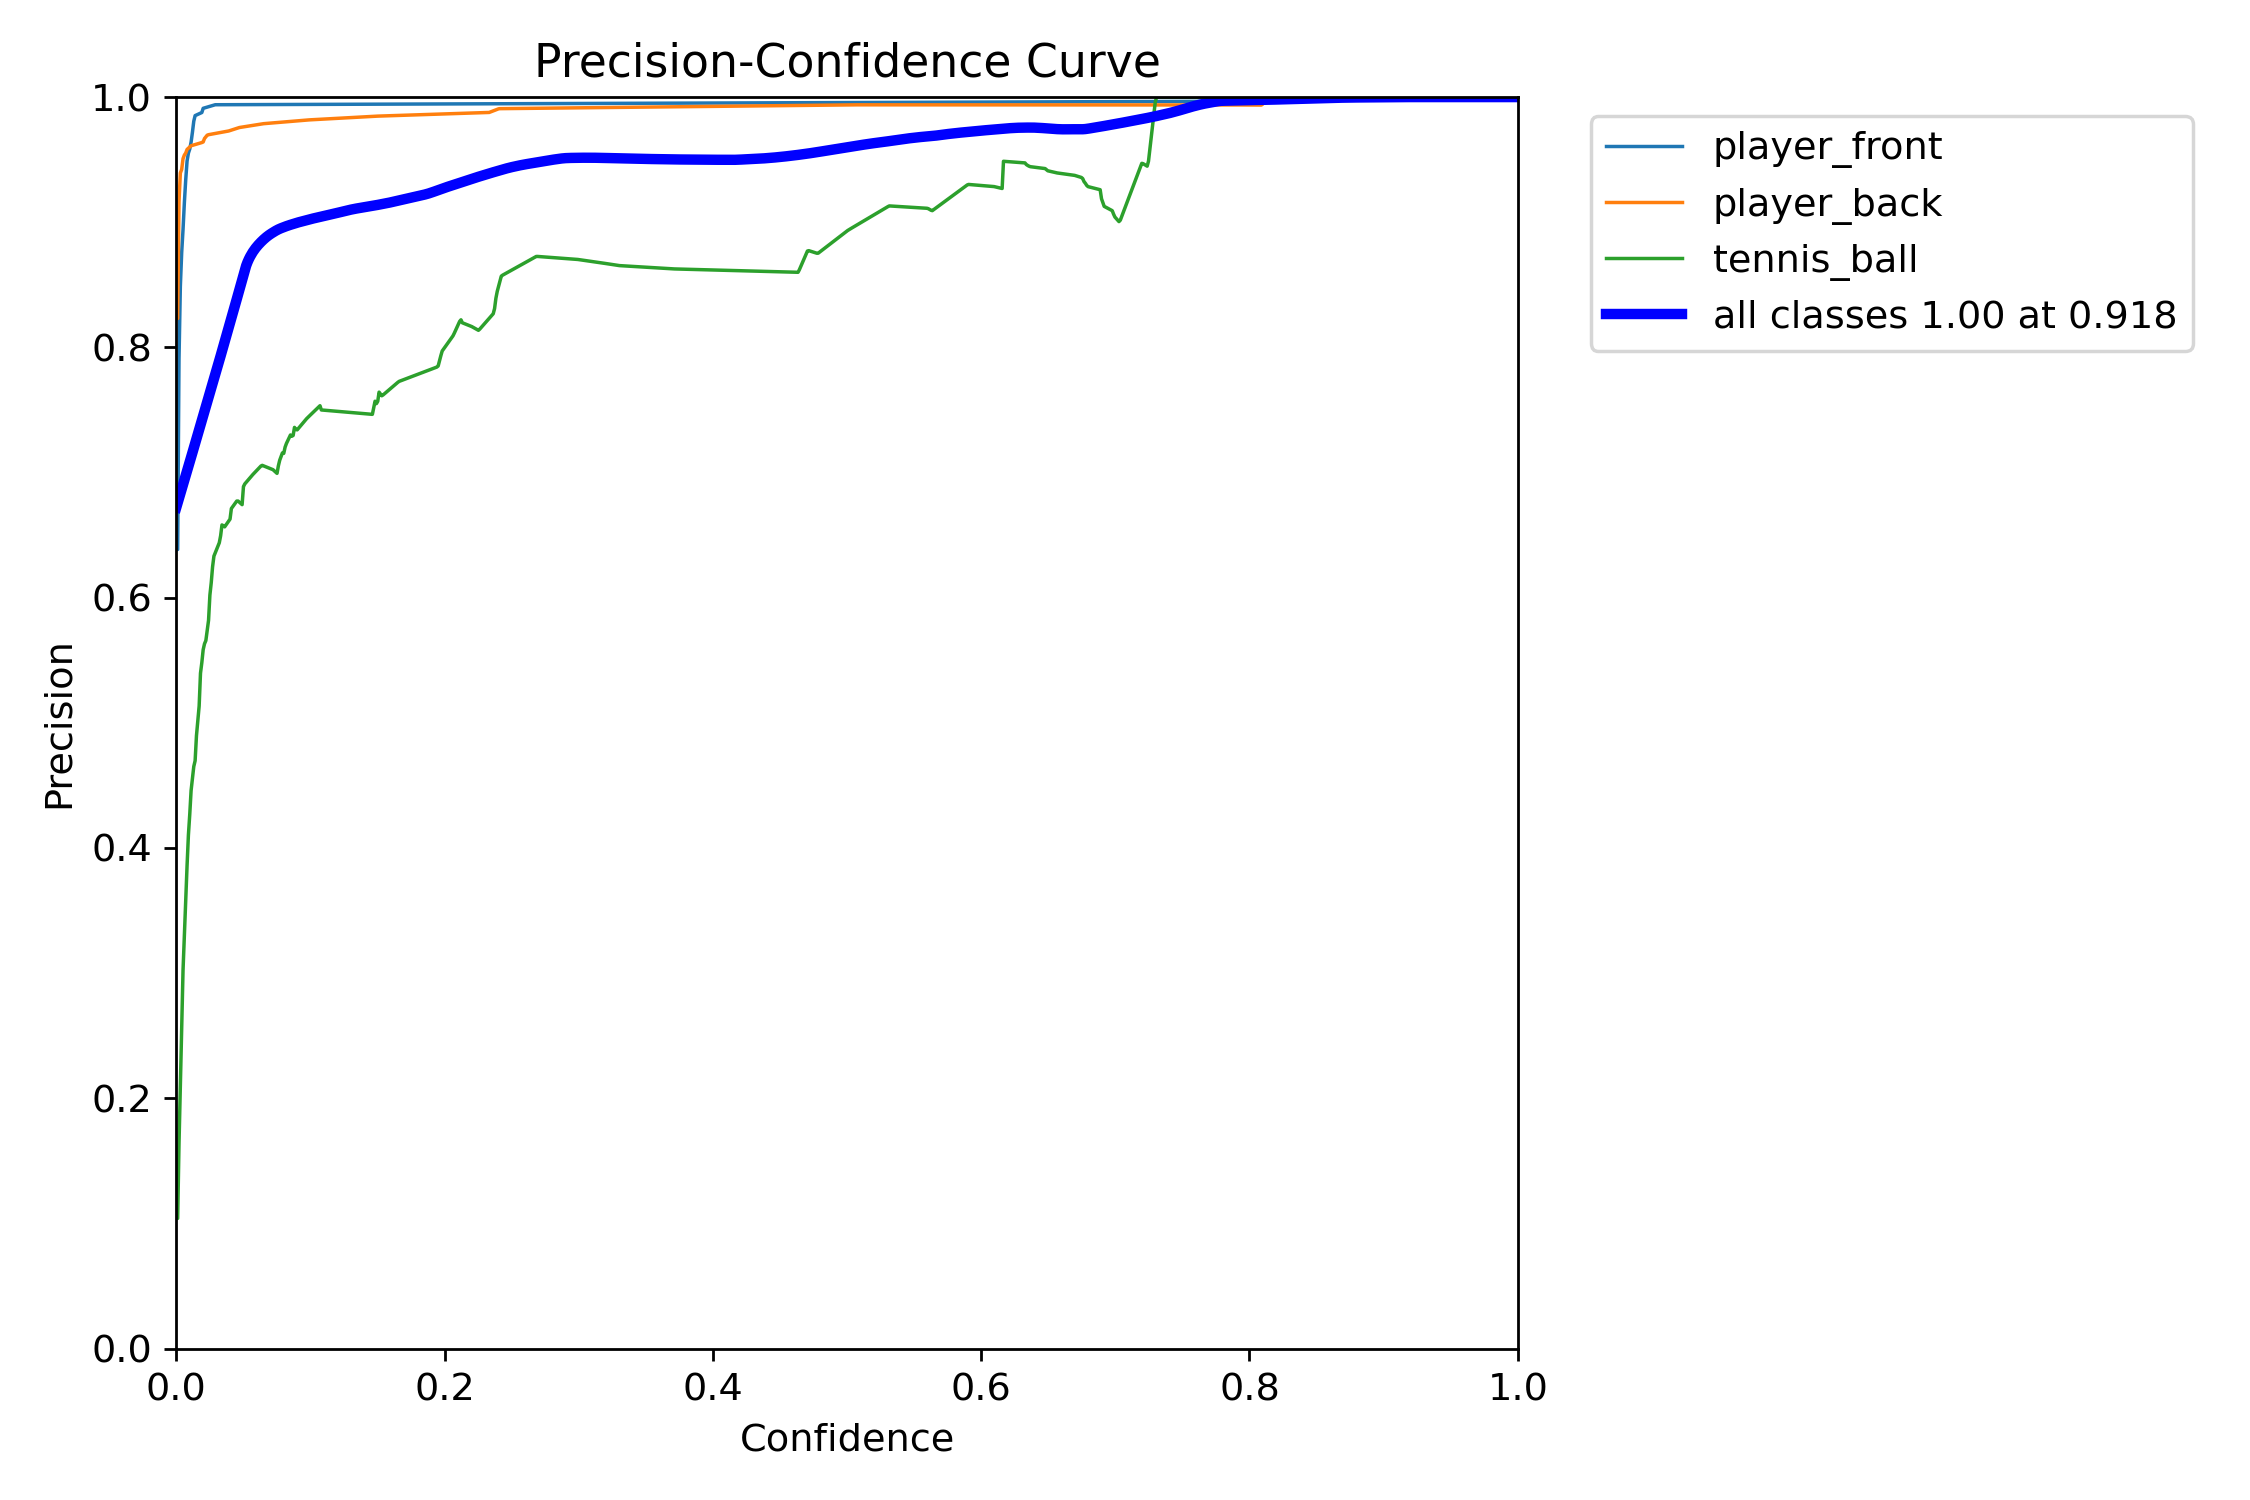 Precision-Confidence Curve
1.0
0.8
0.6
0.4
0.2
0.0
Precision
0.0 0.2 0.4 0.6 0.8 1.0
Confidence
player_front
player_back
tennis_ball
all classes 1.00 at 0.918